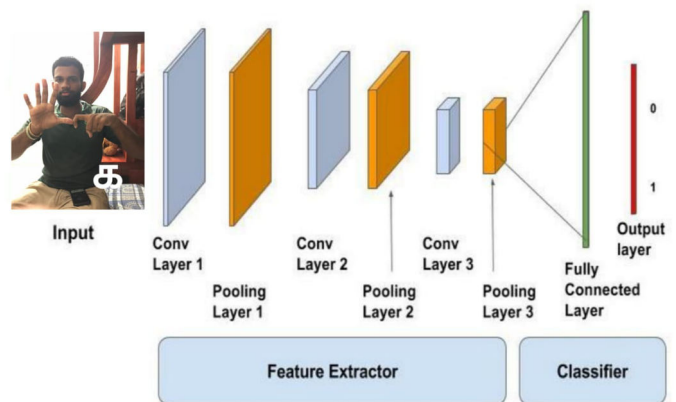 க
Input
Conv
Layer 1
Pooling
Layer 1
Conv
Layer 2
Pooling
Layer 2
Conv
Layer 3
Pooling
Layer 3
Fully
Connected
Layer
0
1
Output
layer
Feature Extractor
Classifier